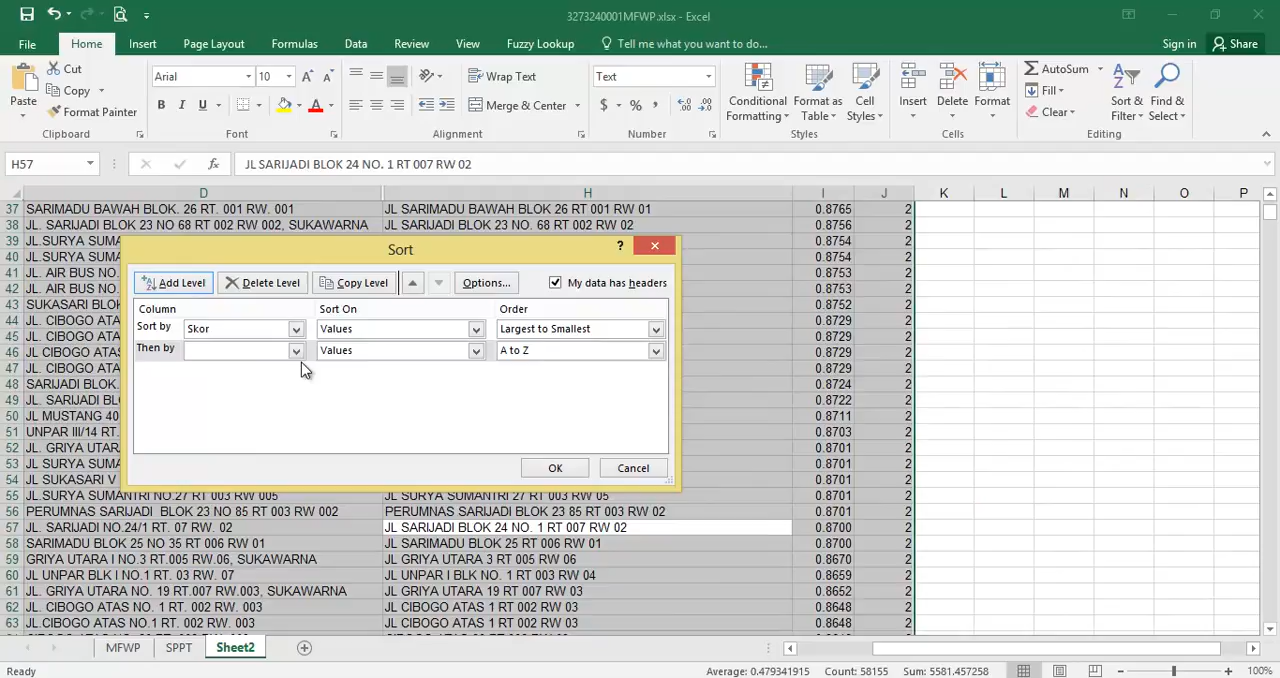 3273240001MFWP.xlsx - Excel
File Home Insert Page Layout Formulas Data Review View Fuzzy Lookup Tell me what you want to do... Sign in Share
Paste
Cut
Copy
Format Painter
Clipboard
Arial 10
B I U
Font
Wrap Text
Merge & Center
Alignment
Text
$ % ,
Number
Conditional Formatting
Format as Table
Cell Styles
Styles
Insert
Delete
Format
Cells
AutoSum
Fill
Clear
Sort & Filter
Find & Select
Editing
H57 fx JL SARIJADI BLOK 24 NO. 1 RT 007 RW 02
D H I J K L M N O P
37 SARIMADU BAWAH BLOK. 26 RT. 001 RW. 001 JL SARIMADU BAWAH BLOK 26 RT 001 RW 01 0.8765 2
38 JL. SARIJADI BLOK 23 NO 68 RT 002 RW 002, SUKAWARNA JL SARIJADI BLOK 23 NO. 68 RT 002 RW 02 0.8756 2
39 JL.SURYA SUMA 0.8754 2
40 JL.SURYA SUMA 0.8754 2
41 JL. AIR BUS NO. 0.8753 2
42 JL. AIR BUS NO. 0.8753 2
43 SUKASARI BLOK 0.8752 2
44 JL. CIBOGO ATA 0.8729 2
45 JL. CIBOGO ATA 0.8729 2
46 JL CIBOGO ATAS 0.8729 2
47 JL. CIBOGO ATA 0.8729 2
48 SARIJADI BLOK 0.8724 2
49 JL. SARIJADI BL 0.8722 2
50 JL MUSTANG 40 0.8711 2
51 UNPAR III/14 RT. 0.8703 2
52 JL. GRIYA UTARA 0.8701 2
53 JL SURYA SUMA 0.8701 2
54 JL SUKASARI V 0.8701 2
Sort
? ×
Add Level Delete Level Copy Level Options... My data has headers
Column Sort On Order
Sort by Skor Values Largest to Smallest
Then by Values A to Z
OK Cancel
55 JL.SURYA SUMANTRI NO.27 RT 003 RW 005 JL SURYA SUMANTRI 27 RT 003 RW 05 0.8701 2
56 PERUMNAS SARIJADI BLOK 23 NO 85 RT 003 RW 002 PERUMNAS SARIJADI BLOK 23 85 RT 003 RW 02 0.8701 2
57 JL. SARIJADI NO.24/1 RT. 07 RW. 02 JL SARIJADI BLOK 24 NO. 1 RT 007 RW 02 0.8700 2
58 SARIMADU BLOK 25 NO 35 RT 006 RW 01 JL SARIMADU BLOK 25 RT 006 RW 01 0.8700 2
59 GRIYA UTARA I NO.3 RT.005 RW.06, SUKAWARNA JL GRIYA UTARA 3 RT 005 RW 06 0.8670 2
60 JL UNPAR BLK I NO.1 RT. 03 RW. 07 JL UNPAR I BLK NO. 1 RT 003 RW 04 0.8659 2
61 JL. GRIYA UTARA NO. 19 RT.007 RW.003, SUKAWARNA JL GRIYA UTARA 19 RT 007 RW 03 0.8652 2
62 JL. CIBOGO ATAS NO. 1 RT. 002 RW. 003 JL CIBOGO ATAS 1 RT 002 RW 03 0.8648 2
63 JL.CIBOGO ATAS NO.1 RT. 002 RW. 003 JL CIBOGO ATAS 1 RT 002 RW 03 0.8648 2
MFWP SPPT Sheet2
Ready Average: 0.479341915 Count: 58155 Sum: 5581.457258 100%